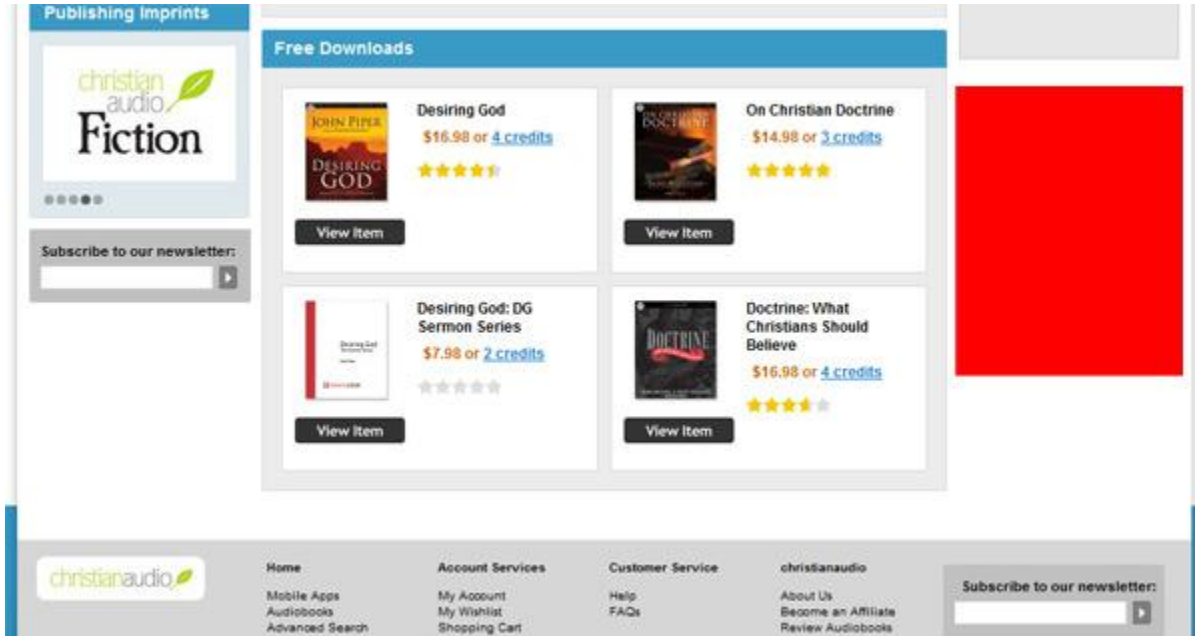 Publishing Imprints
christian
audio
Fiction
Subscribe to our newsletter:
Free Downloads
JOHN PIPER
DESIRING
GOD
Desiring God
$16.98 or 4 credits
View Item
ON CHRISTIAN
DOCTRINE
On Christian Doctrine
$14.98 or 3 credits
View Item
Desiring God
Desiring God: DG
Sermon Series
$7.98 or 2 credits
View Item
DOCTRINE
Doctrine: What
Christians Should
Believe
$16.98 or 4 credits
View Item
christianaudio
Home
Mobile Apps
Audiobooks
Advanced Search
Account Services
My Account
My Wishlist
Shopping Cart
Customer Service
Help
FAQs
christianaudio
About Us
Become an Affiliate
Review Audiobooks
Subscribe to our newsletter: